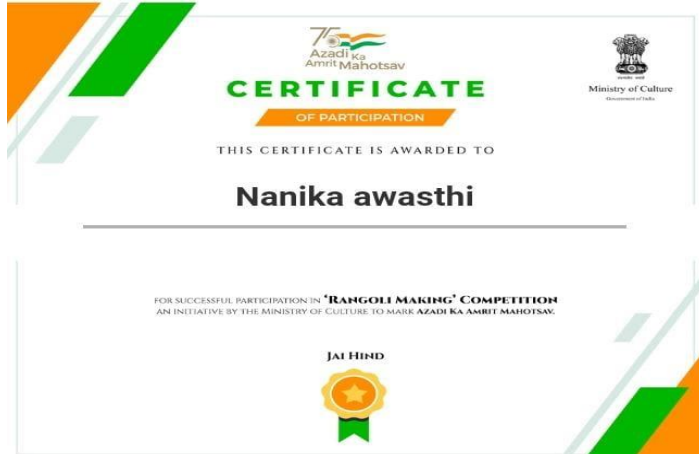 75
Azadi Ka
Amrit Mahotsav
CERTIFICATE
Ministry of Culture
Government of India
OF PARTICIPATION
THIS CERTIFICATE IS AWARDED TO
Nanika awasthi
FOR SUCCESSFUL PARTICIPATION IN ‘RANGOLI MAKING’ COMPETITION
AN INITIATIVE BY THE MINISTRY OF CULTURE TO MARK AZADI KA AMRIT MAHOTSAV.
JAI HIND